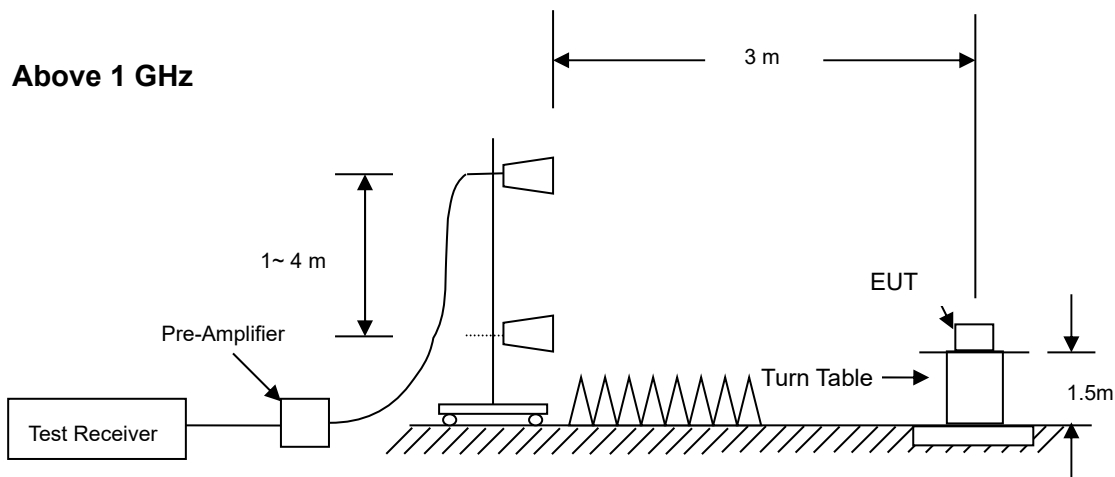 3 m
Above 1 GHz
1~ 4 m
EUT
Pre-Amplifier
Turn Table
1.5m
Test Receiver